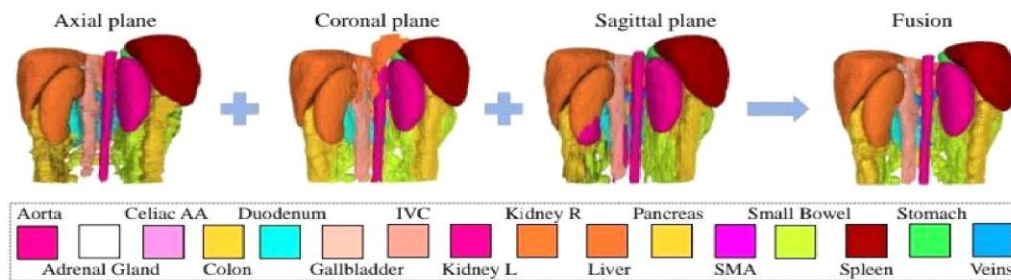 Axial plane Coronal plane Sagittal plane Fusion
Aorta Celiac AA Duodenum IVC Kidney R Pancreas Small Bowel Stomach
Adrenal Gland Colon Gallbladder Kidney L Liver SMA Spleen Veins